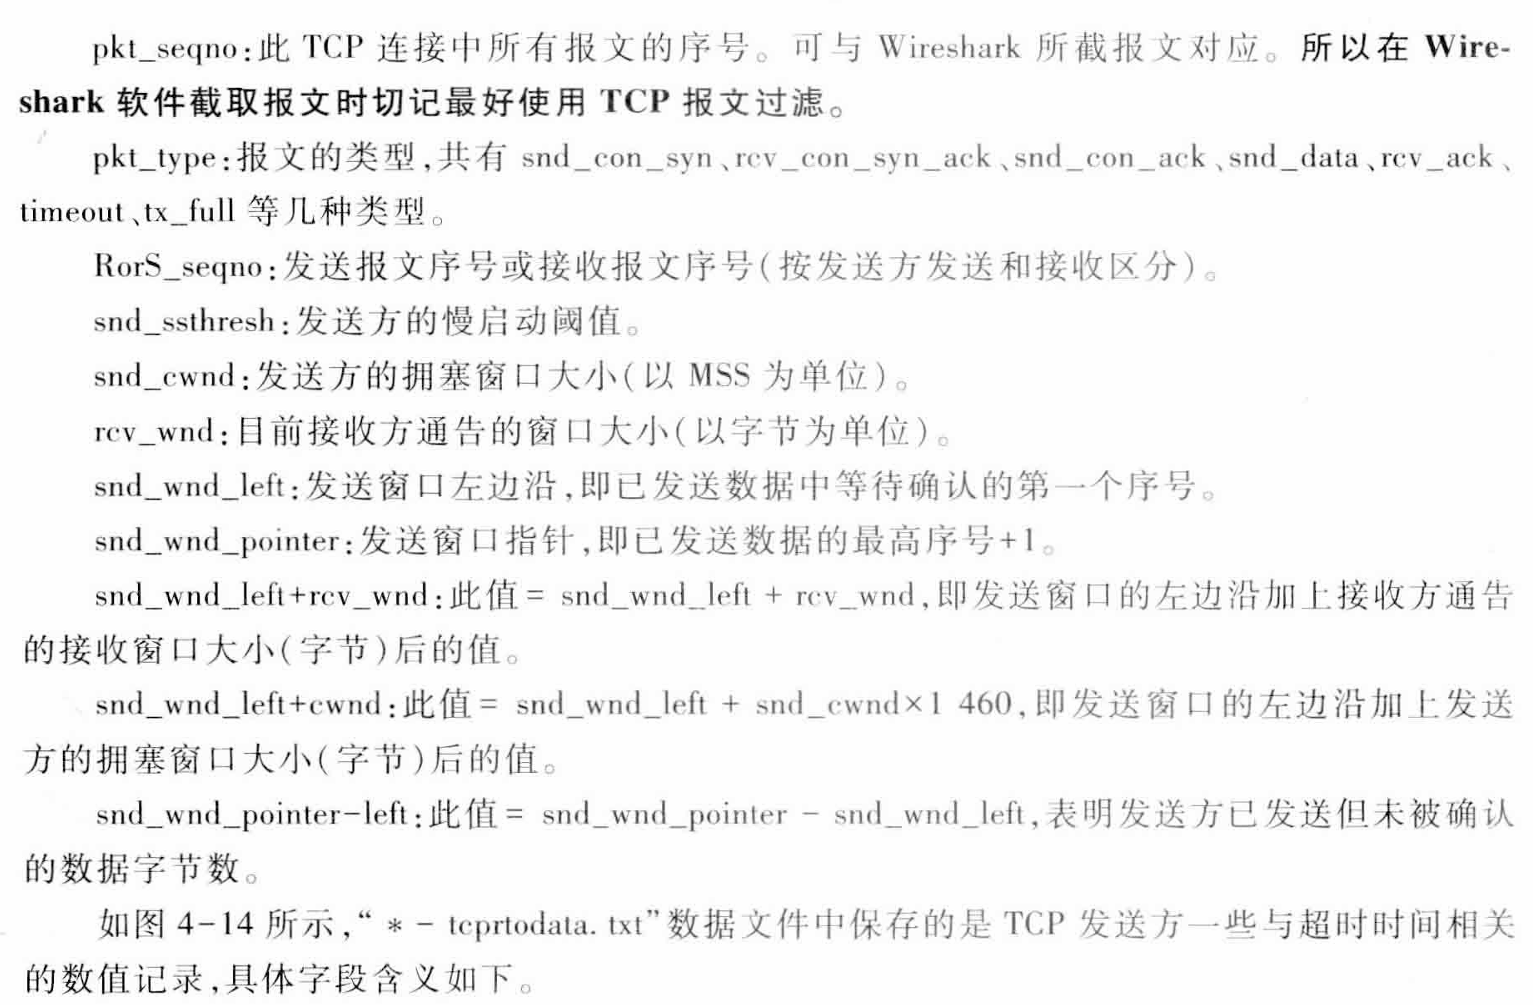 pkt_seqno:此 TCP 连接中所有报文的序号。可与 Wireshark 所截报文对应。所以在 Wire-
shark 软件截取报文时切记最好使用 TCP 报文过滤。
pkt_type:报文的类型,共有 snd_con_syn、rcv_con_syn_ack、snd_con_ack、snd_data、rcv_ack、
timeout、tx_full 等几种类型。
RorS_seqno:发送报文序号或接收报文序号(按发送方发送和接收区分)。
snd_ssthresh:发送方的慢启动阈值。
snd_cwnd:发送方的拥塞窗口大小(以 MSS 为单位)。
rcv_wnd:目前接收方通告的窗口大小(以字节为单位)。
snd_wnd_left:发送窗口左边沿,即已发送数据中等待确认的第一个序号。
snd_wnd_pointer:发送窗口指针,即已发送数据的最高序号+1。
snd_wnd_left+rcv_wnd:此值= snd_wnd_left + rcv_wnd,即发送窗口的左边沿加上接收方通告
的接收窗口大小(字节)后的值。
snd_wnd_left+cwnd:此值= snd_wnd_left + snd_cwnd×1 460,即发送窗口的左边沿加上发送
方的拥塞窗口大小(字节)后的值。
snd_wnd_pointer-left:此值= snd_wnd_pointer - snd_wnd_left,表明发送方已发送但未被确认
的数据字节数。
如图 4-14 所示,“ * - tcprtodata. txt”数据文件中保存的是 TCP 发送方一些与超时时间相关
的数值记录,具体字段含义如下。